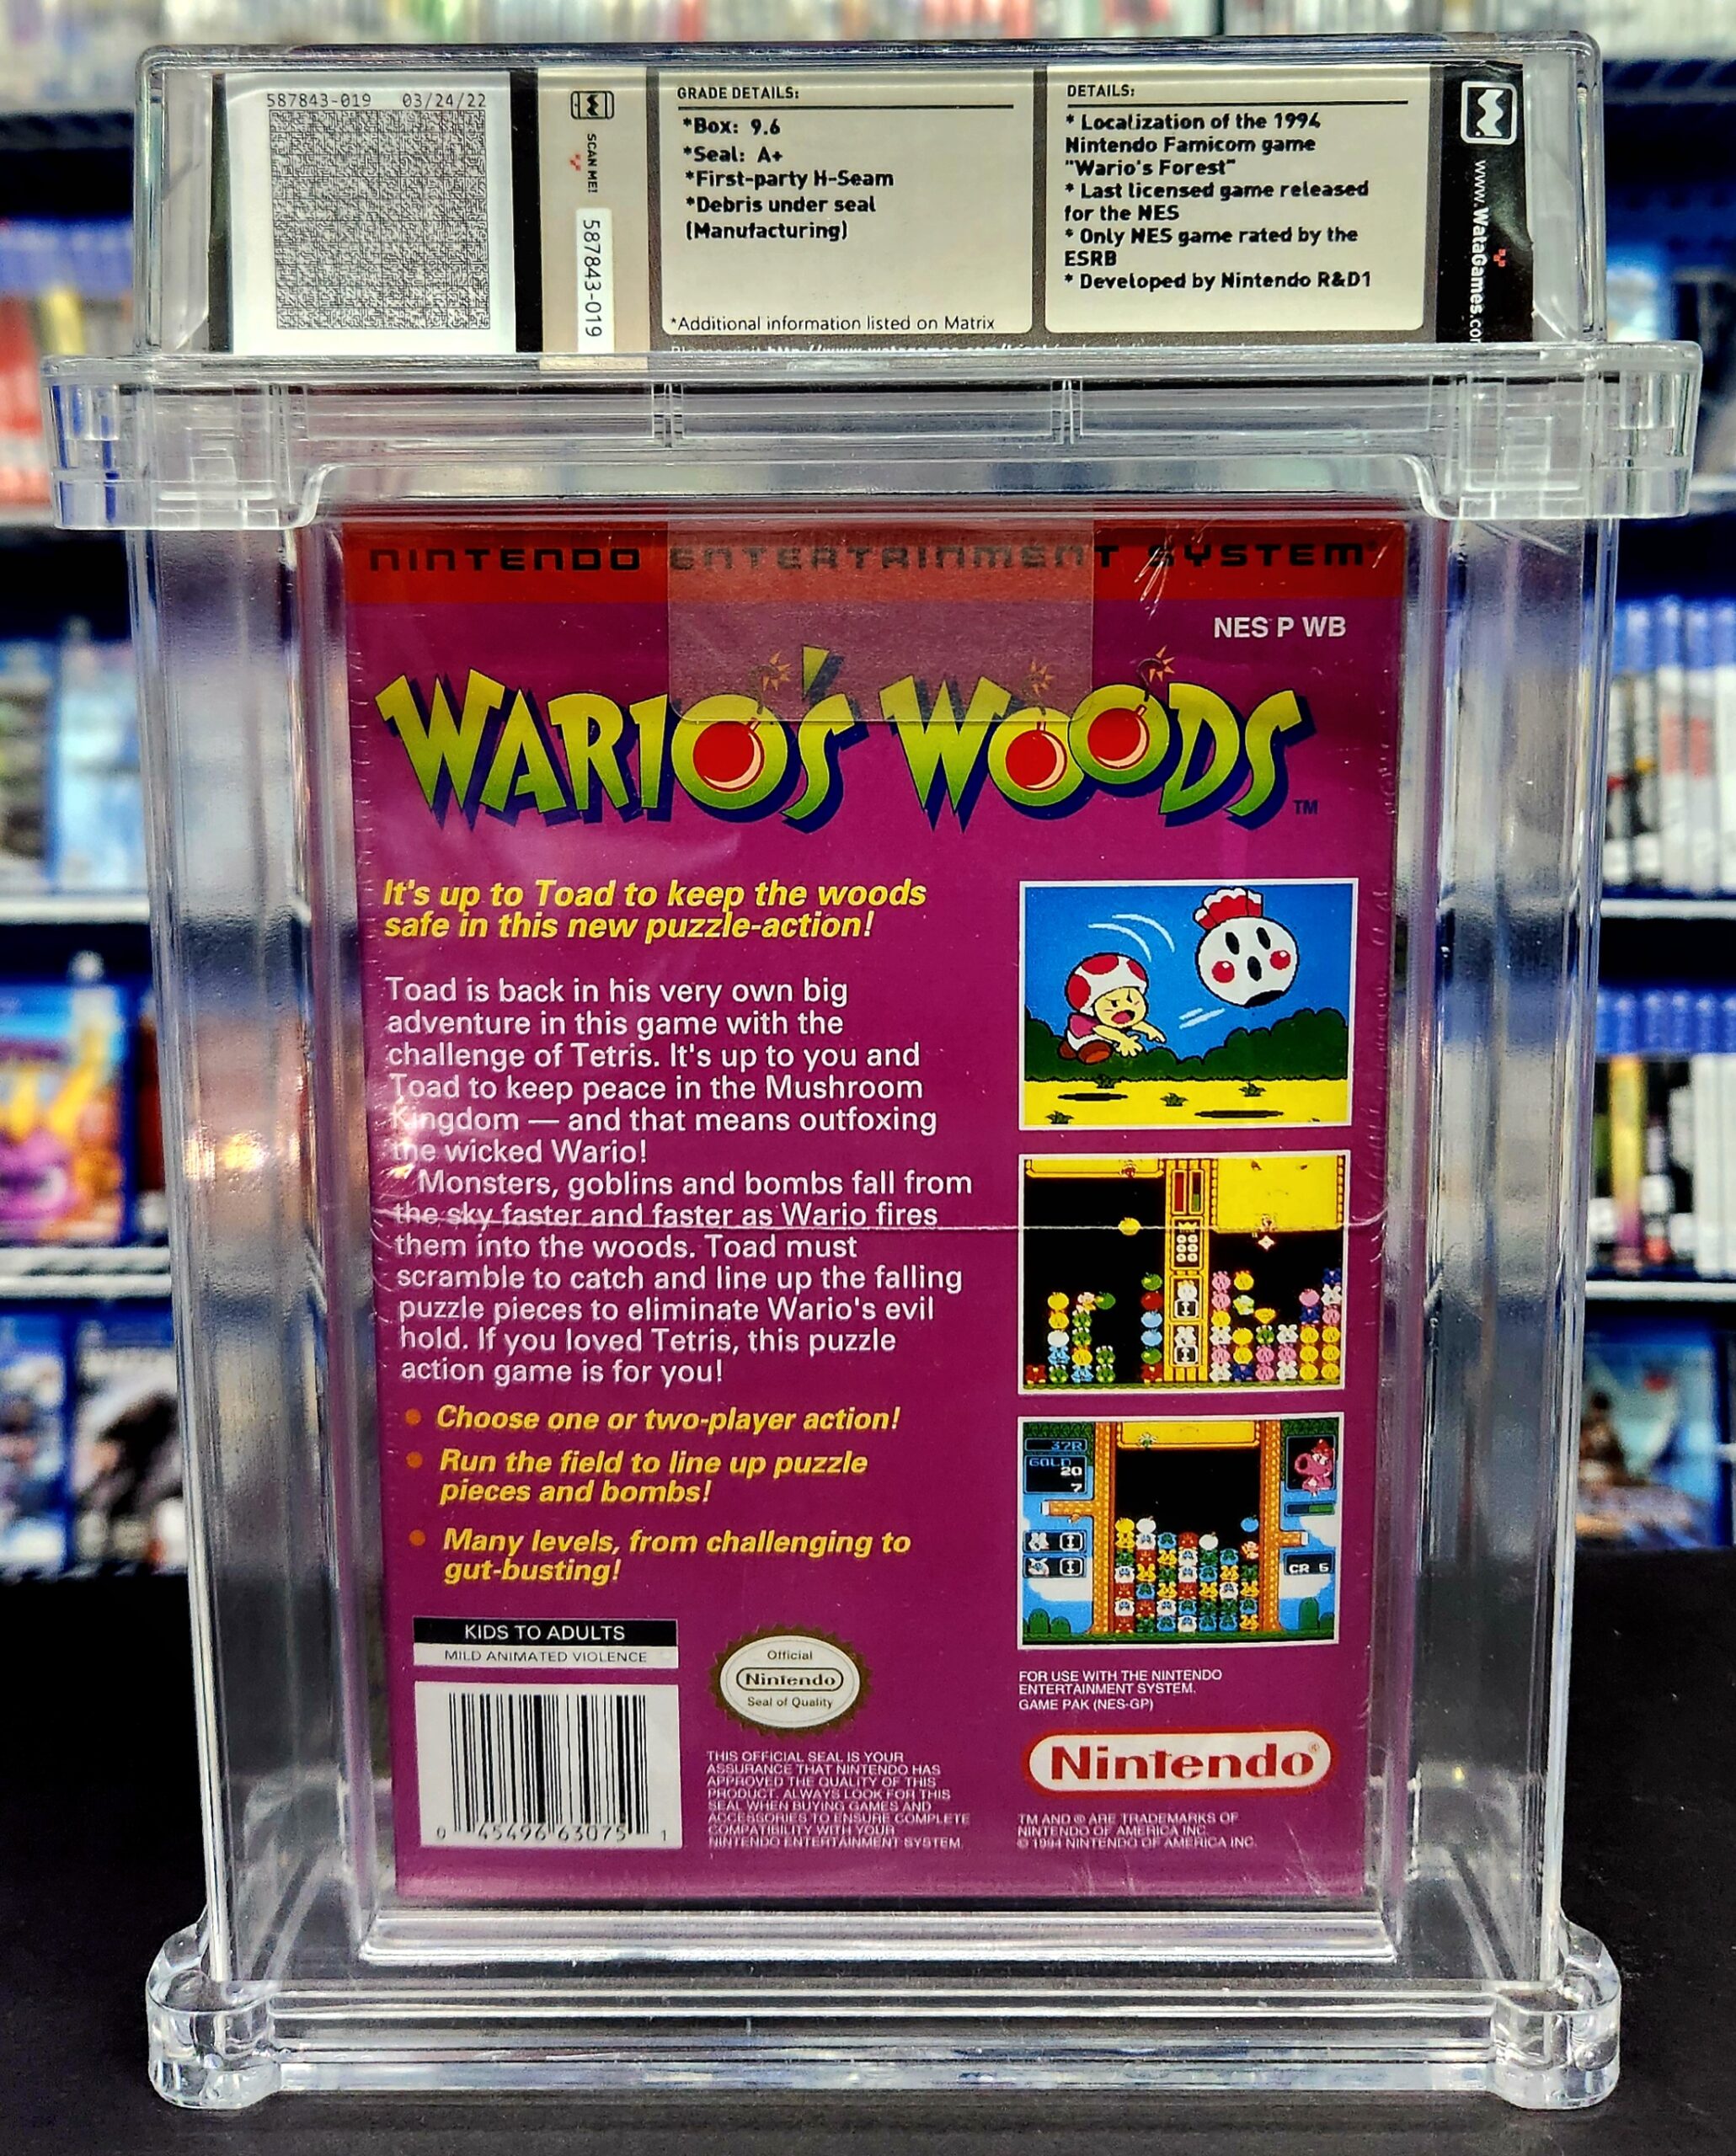 587843-019 03/24/22
SCAN ME!
587843-019
GRADE DETAILS:
*Box: 9.6
*Seal: A+
*First-party H-Seam
*Debris under seal
(Manufacturing)
*Additional information listed on Matrix
DETAILS:
* Localization of the 1994
Nintendo Famicom game
"Wario's Forest"
* Last licensed game released
for the NES
* Only NES game rated by the
ESRB
* Developed by Nintendo R&D1
www.WataGames.co
NINTENDO ENTERTAINMENT SYSTEM®
NES P WB
WARIO'S WOODS™
It's up to Toad to keep the woods
safe in this new puzzle-action!
Toad is back in his very own big
adventure in this game with the
challenge of Tetris. It's up to you and
Toad to keep peace in the Mushroom
Kingdom — and that means outfoxing
the wicked Wario!
Monsters, goblins and bombs fall from
the sky faster and faster as Wario fires
them into the woods. Toad must
scramble to catch and line up the falling
puzzle pieces to eliminate Wario's evil
hold. If you loved Tetris, this puzzle
action game is for you!
• Choose one or two-player action!
• Run the field to line up puzzle
pieces and bombs!
• Many levels, from challenging to
gut-busting!
37R
GOLD
20
7
CR 5
KIDS TO ADULTS
MILD ANIMATED VIOLENCE
0 45496 63075 1
Official
Nintendo
Seal of Quality
THIS OFFICIAL SEAL IS YOUR
ASSURANCE THAT NINTENDO HAS
APPROVED THE QUALITY OF THIS
PRODUCT. ALWAYS LOOK FOR THIS
SEAL WHEN BUYING GAMES AND
ACCESSORIES TO ENSURE COMPLETE
COMPATIBILITY WITH YOUR
NINTENDO ENTERTAINMENT SYSTEM.
FOR USE WITH THE NINTENDO
ENTERTAINMENT SYSTEM.
GAME PAK (NES-GP)
Nintendo®
TM AND ® ARE TRADEMARKS OF
NINTENDO OF AMERICA INC.
© 1994 NINTENDO OF AMERICA INC.